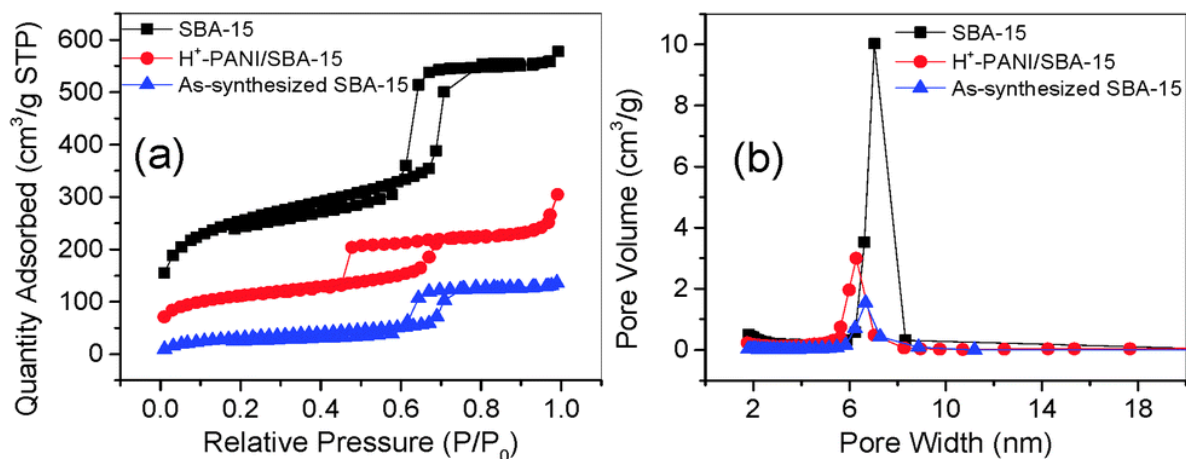 SBA-15
H⁺-PANI/SBA-15
As-synthesized SBA-15
(a)
Quantity Adsorbed (cm³/g STP)
600
500
400
300
200
100
0
0.0 0.2 0.4 0.6 0.8 1.0
Relative Pressure (P/P₀)
SBA-15
H⁺-PANI/SBA-15
As-synthesized SBA-15
(b)
Pore Volume (cm³/g)
10
8
6
4
2
0
2 6 10 14 18
Pore Width (nm)